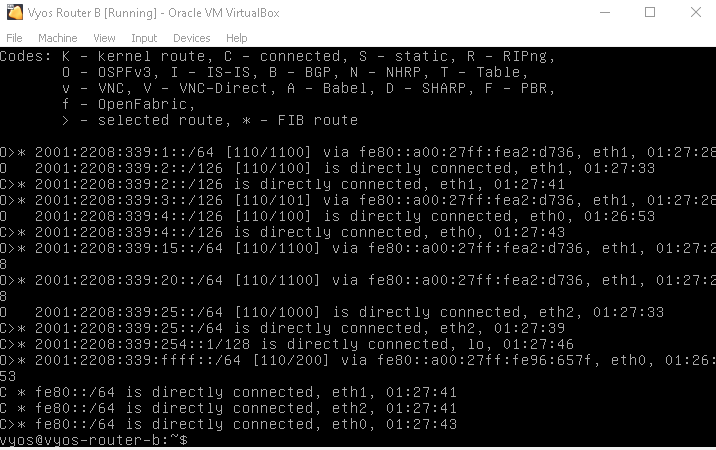 Vyos Router B [Running] - Oracle VM VirtualBox
File Machine View Input Devices Help
Codes: K - kernel route, C - connected, S - static, R - RIPng,
O - OSPFv3, I - IS-IS, B - BGP, N - NHRP, T - Table,
v - VNC, V - VNC-Direct, A - Babel, D - SHARP, F - PBR,
f - OpenFabric,
> - selected route, * - FIB route
O>* 2001:2208:339:1::/64 [110/1100] via fe80::a00:27ff:fea2:d736, eth1, 01:27:28
O 2001:2208:339:2::/126 [110/100] is directly connected, eth1, 01:27:33
C>* 2001:2208:339:2::/126 is directly connected, eth1, 01:27:41
O>* 2001:2208:339:3::/126 [110/101] via fe80::a00:27ff:fea2:d736, eth1, 01:27:28
O 2001:2208:339:4::/126 [110/100] is directly connected, eth0, 01:26:53
C>* 2001:2208:339:4::/126 is directly connected, eth0, 01:27:43
O>* 2001:2208:339:15::/64 [110/1100] via fe80::a00:27ff:fea2:d736, eth1, 01:27:2
8
O>* 2001:2208:339:20::/64 [110/1100] via fe80::a00:27ff:fea2:d736, eth1, 01:27:2
8
O 2001:2208:339:25::/64 [110/1000] is directly connected, eth2, 01:27:33
C>* 2001:2208:339:25::/64 is directly connected, eth2, 01:27:39
C>* 2001:2208:339:254::1/128 is directly connected, lo, 01:27:46
O>* 2001:2208:339:ffff::/64 [110/200] via fe80::a00:27ff:fe96:657f, eth0, 01:26:
53
C * fe80::/64 is directly connected, eth1, 01:27:41
C * fe80::/64 is directly connected, eth2, 01:27:41
C>* fe80::/64 is directly connected, eth0, 01:27:43
vyos@vyos-router-b:~$